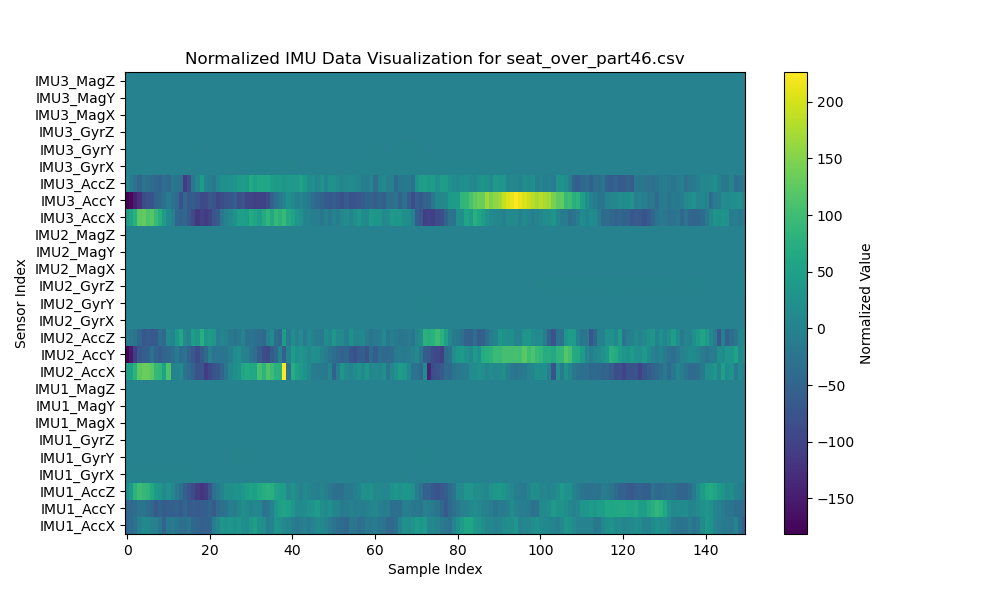 Normalized IMU Data Visualization for seat_over_part46.csv
Sensor Index
IMU3_MagZ
IMU3_MagY
IMU3_MagX
IMU3_GyrZ
IMU3_GyrY
IMU3_GyrX
IMU3_AccZ
IMU3_AccY
IMU3_AccX
IMU2_MagZ
IMU2_MagY
IMU2_MagX
IMU2_GyrZ
IMU2_GyrY
IMU2_GyrX
IMU2_AccZ
IMU2_AccY
IMU2_AccX
IMU1_MagZ
IMU1_MagY
IMU1_MagX
IMU1_GyrZ
IMU1_GyrY
IMU1_GyrX
IMU1_AccZ
IMU1_AccY
IMU1_AccX
0 20 40 60 80 100 120 140
Sample Index
200
150
100
50
0
−50
−100
−150
Normalized Value